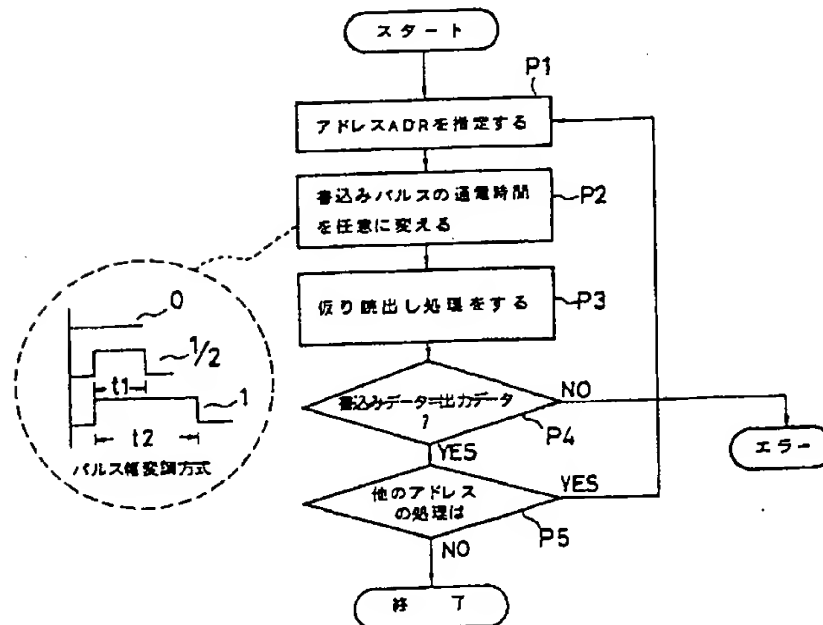 スタート
P1
アドレスADRを指定する
書込みパルスの通電時間
を任意に変える
P2
仮り読出し処理をする
P3
0
1/2
t1
1
t2
パルス幅変調方式
書込みデータ=出力データ
?
NO
P4
YES
エラー
他のアドレス
の処理は
YES
P5
NO
終了